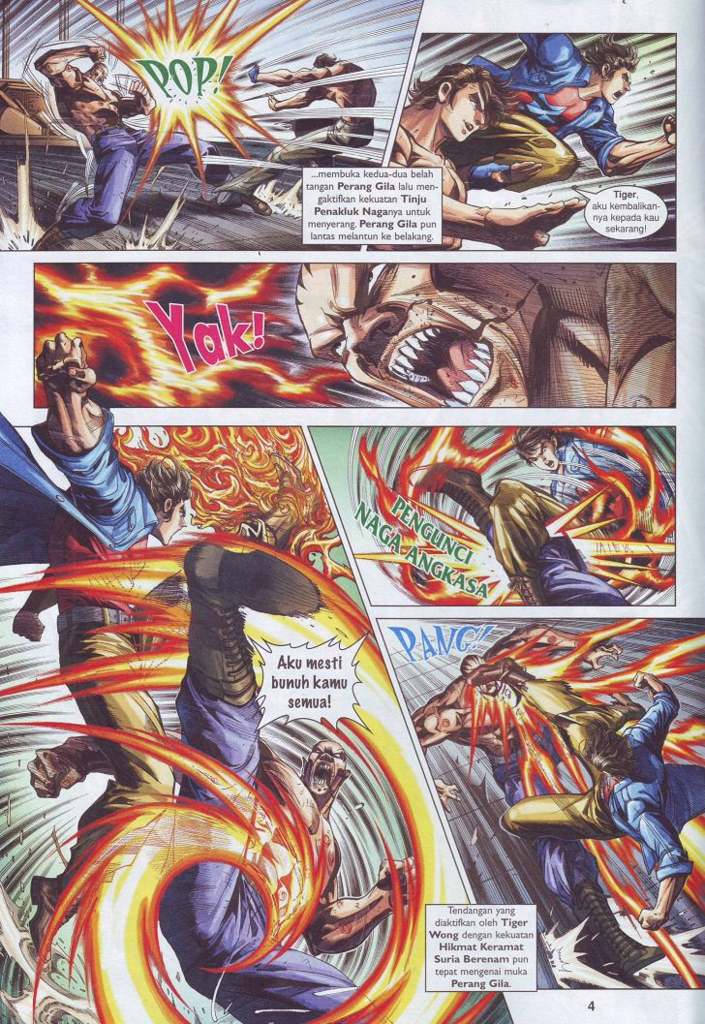 POP!
...membuka kedua-dua belah
tangan Perang Gila lalu men-
gaktifkan kekuatan Tinju
Penakluk Naganya untuk
menyerang. Perang Gila pun
lantas melantun ke belakang.
Tiger,
aku kembalikan-
nya kepada kau
sekarang!
Yak!
PENGUNCI
NAGA ANGKASA
Aku mesti
bunuh kamu
semua!
PANG!!
Tendangan yang
diaktifkan oleh Tiger
Wong dengan kekuatan
Hikmat Keramat
Suria Berenam pun
tepat mengenai muka
Perang Gila.
4